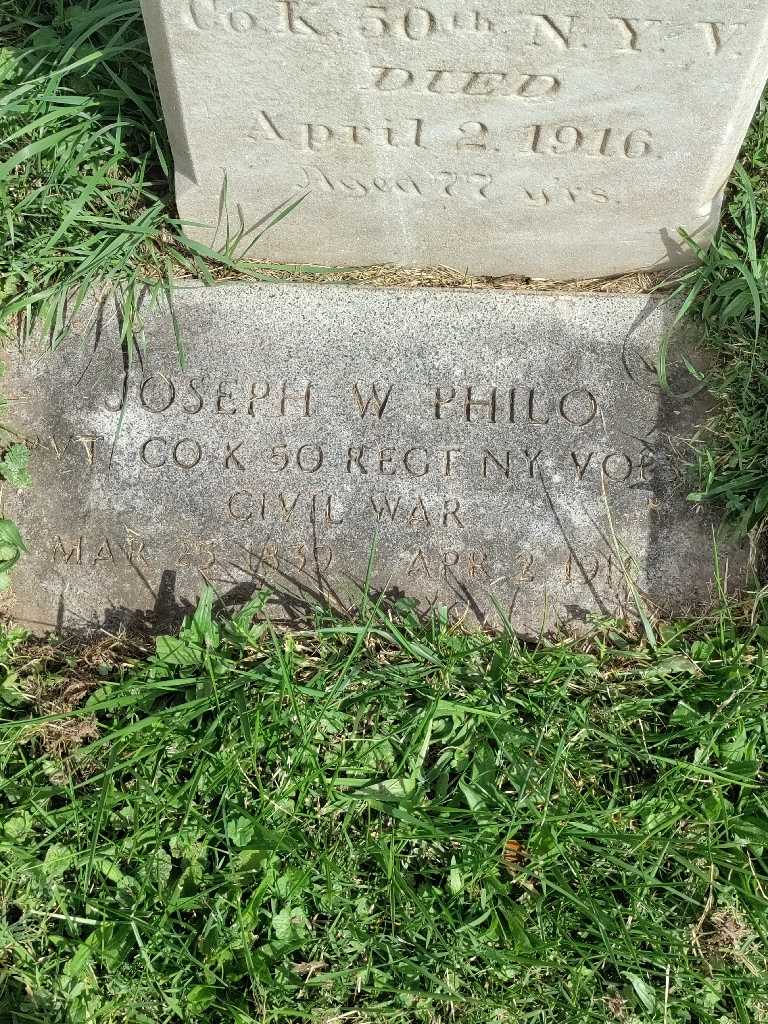 Co. K. 50th N. Y. V.
DIED
April 2, 1916.
Aged 77 yrs.
JOSEPH W PHILO
PVT CO K 50 REGT NY VOLS
CIVIL WAR
MAR 25 1839 APR 2 1916